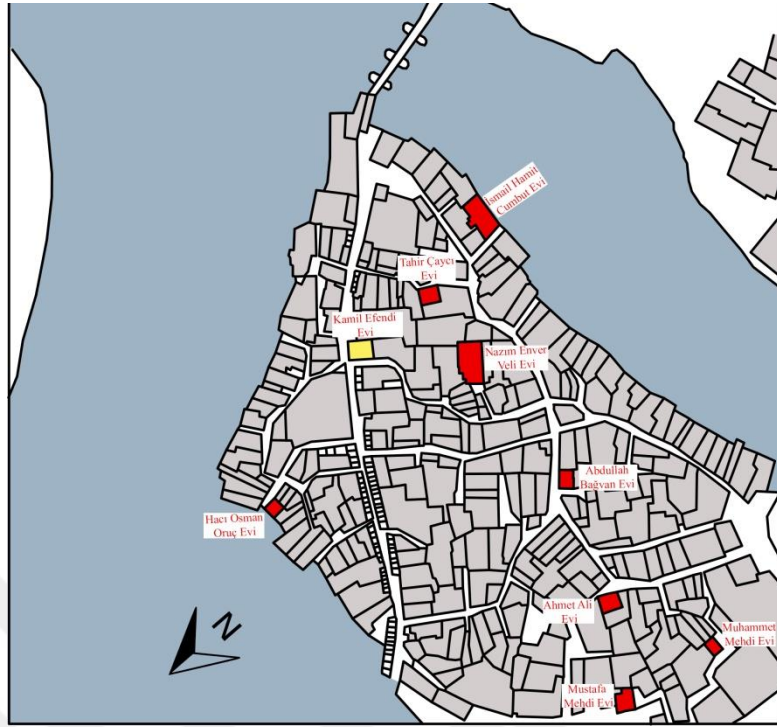 İsmail Hamit
Cumbut Evi
Tahir Çaycı
Evi
Kamil Efendi
Evi
Nazım Enver
Veli Evi
Abdullah
Bağvan Evi
Hacı Osman
Oruç Evi
Ahmet Ali
Evi
Muhammet
Mehdi Evi
Mustafa
Mehdi Evi
N